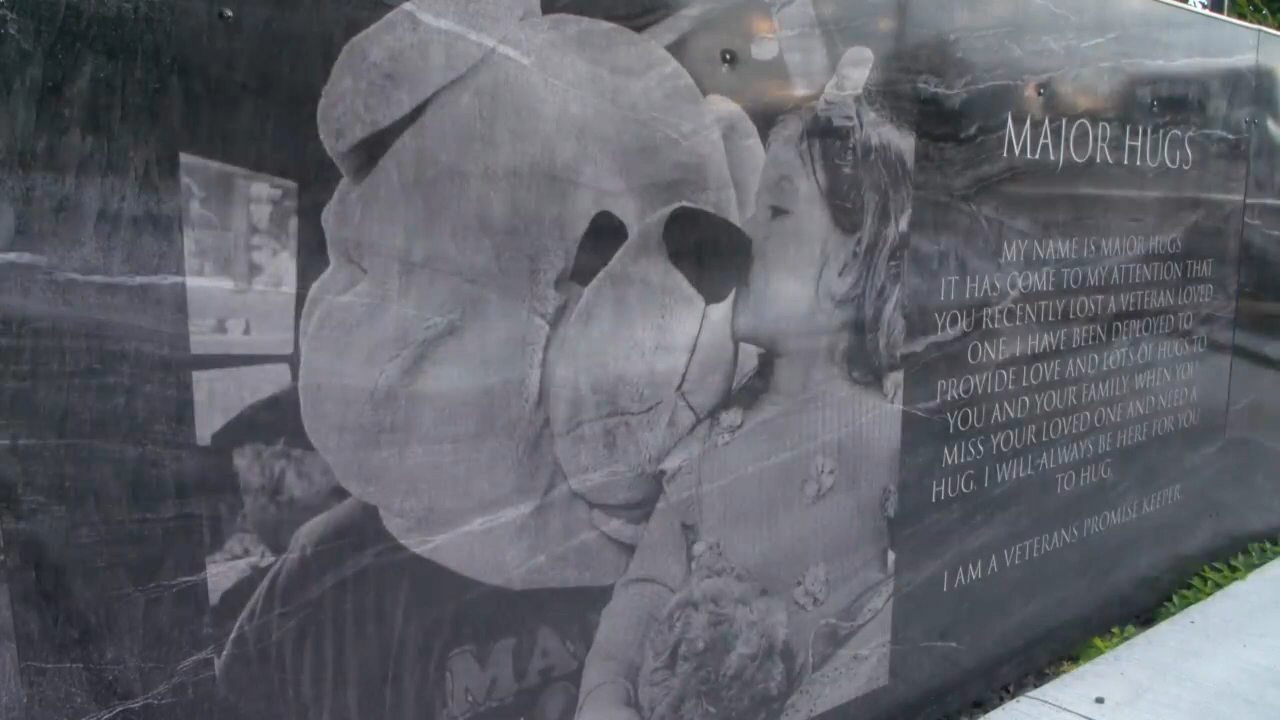 MAJOR HUGS
MY NAME IS MAJOR HUGS
IT HAS COME TO MY ATTENTION THAT
YOU RECENTLY LOST A VETERAN LOVED
ONE. I HAVE BEEN DEPLOYED TO
PROVIDE LOVE AND LOTS OF HUGS TO
YOU AND YOUR FAMILY. WHEN YOU
MISS YOUR LOVED ONE AND NEED A
HUG, I WILL ALWAYS BE HERE FOR YOU
TO HUG.
I AM A VETERANS PROMISE KEEPER
MA